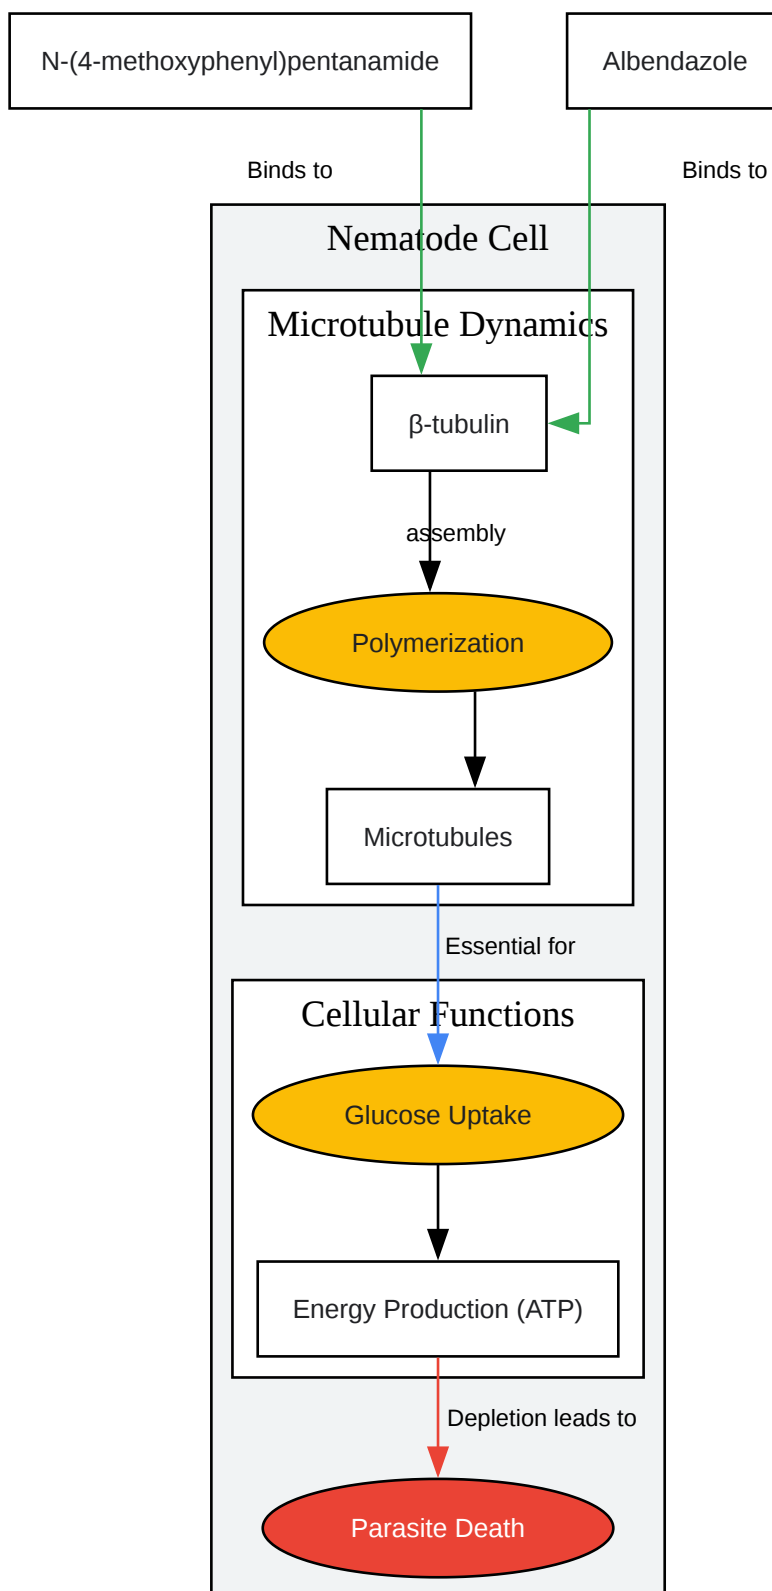 N-(4-methoxyphenyl)pentanamide
Albendazole
Binds to
Binds to
Nematode Cell
Microtubule Dynamics
β-tubulin
assembly
Polymerization
Microtubules
Essential for
Cellular Functions
Glucose Uptake
Energy Production (ATP)
Depletion leads to
Parasite Death